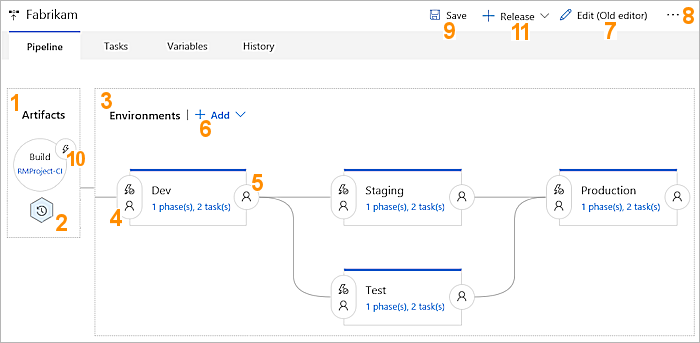 Fabrikam
Save
Release
Edit (Old editor)
...
9
11
7
8
Pipeline
Tasks
Variables
History
1
Artifacts
Build
RMProject-CI
10
2
3
Environments
Add
6
4
Dev
1 phase(s), 2 task(s)
5
Staging
1 phase(s), 2 task(s)
Production
1 phase(s), 2 task(s)
Test
1 phase(s), 2 task(s)